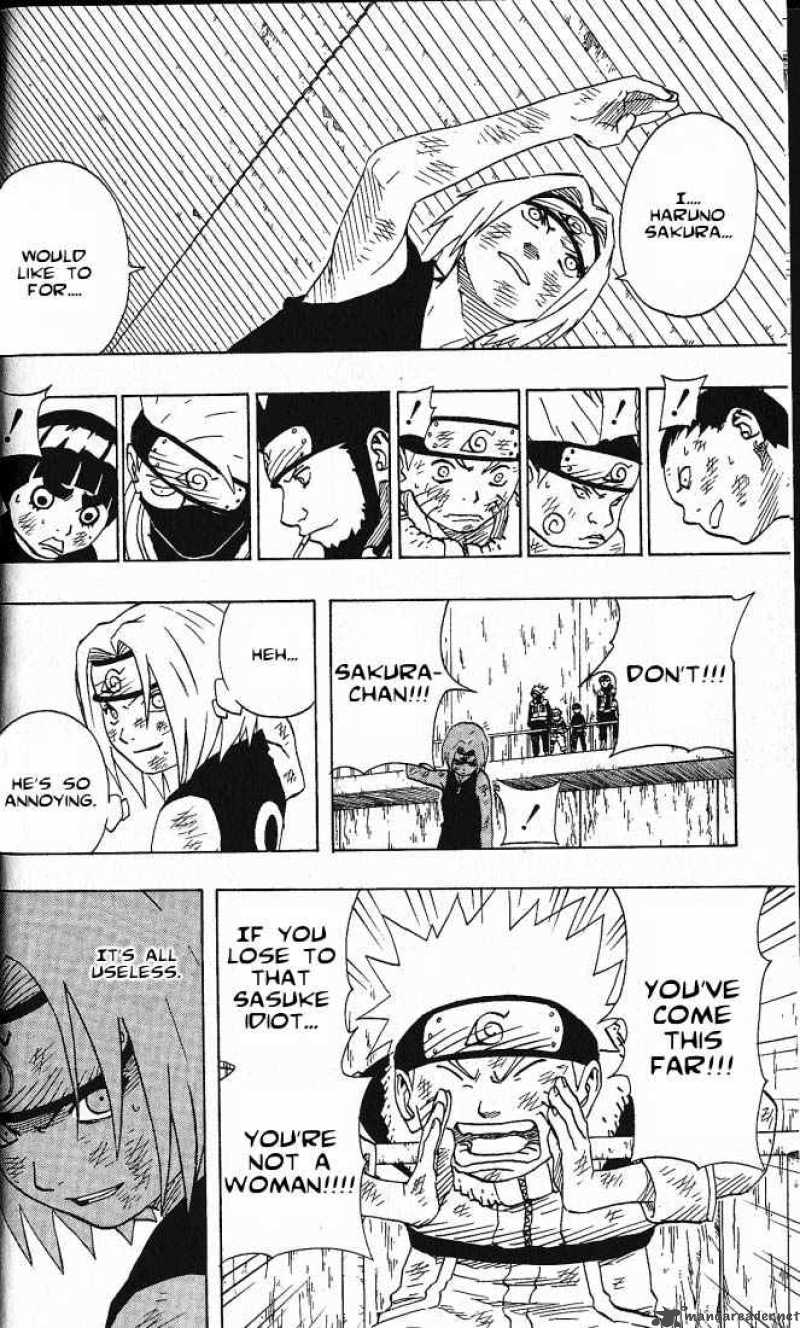 I....
HARUNO
SAKURA...
WOULD
LIKE TO
FOR....
!
!
!
!
DON'T!!!
SAKURA-
CHAN!!!
!
HEH...
HE'S SO
ANNOYING.
YOU'VE
COME
THIS
FAR!!!
IF YOU
LOSE TO
THAT
SASUKE
IDIOT...
YOU'RE
NOT A
WOMAN!!!!
IT'S ALL
USELESS.
mangareader.net